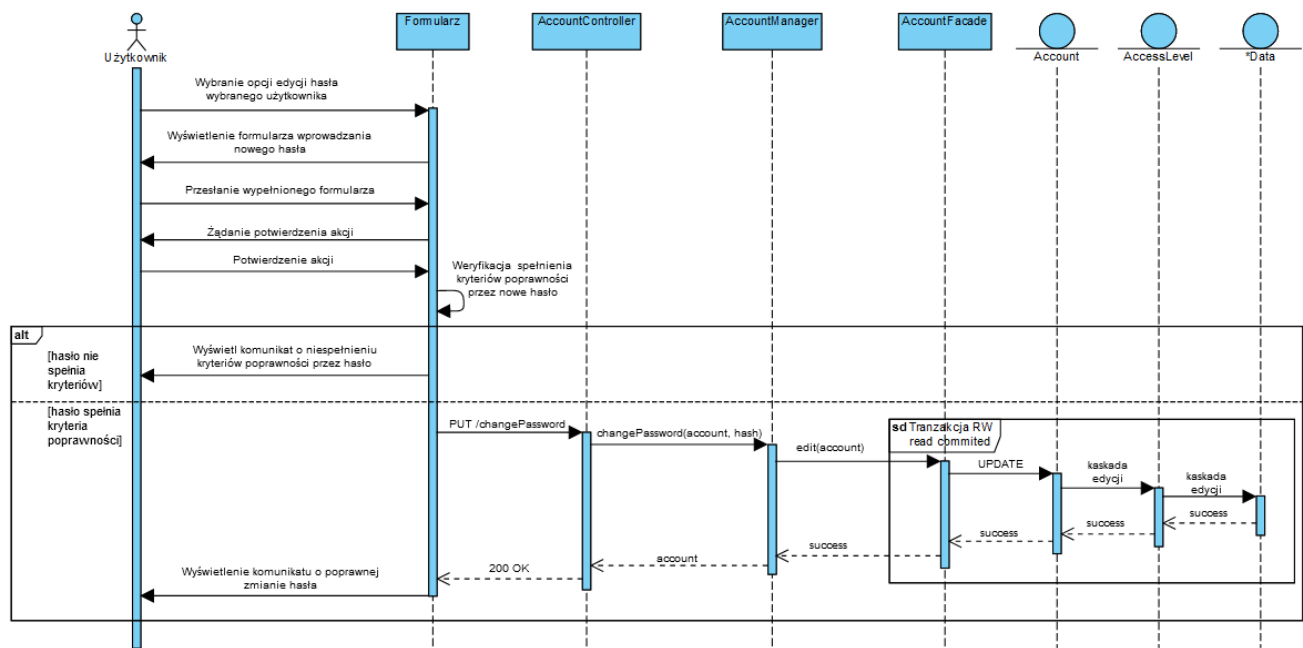 Formularz
AccountController
AccountManager
AccountFacade
Użytkownik
Account
AccessLevel
*Data
Wybranie opcji edycji hasła
wybranego użytkownika
Wyświetlenie formularza wprowadzania
nowego hasła
Przesłanie wypełnionego formularza
Żądanie potwierdzenia akcji
Potwierdzenie akcji
Weryfikacja spełnienia
kryteriów poprawności
przez nowe hasło
alt
[hasło nie
spełnia
kryteriów]
Wyświetl komunikat o niespełnieniu
kryteriów poprawności przez hasło
[hasło spełnia
kryteria
poprawności]
PUT /changePassword
changePassword(account, hash)
edit(account)
sd Tranzakcja RW
read commited
UPDATE
kaskada
edycji
kaskada
edycji
success
success
success
success
account
200 OK
Wyświetlenie komunikatu o poprawnej
zmianie hasła